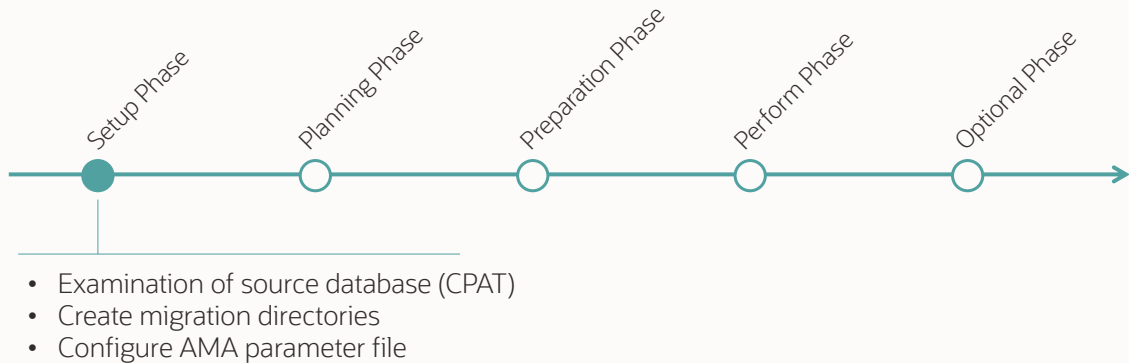 Setup Phase
Planning Phase
Preparation Phase
Perform Phase
Optional Phase
• Examination of source database (CPAT)
• Create migration directories
• Configure AMA parameter file